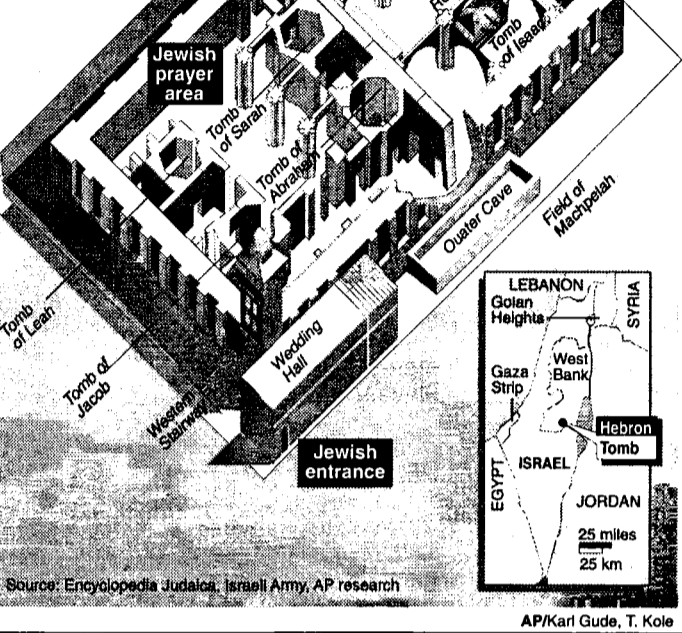 Jewish
prayer
area
Tomb
of Isaac
Tomb
of Sarah
Tomb of
Abraham
Ouater Cave
Field of
Machpelah
Tomb
of Leah
Tomb of
Jacob
Western
Stairway
Wedding
Hall
Jewish
entrance
LEBANON
Golan
Heights
SYRIA
West
Bank
Gaza
Strip
Hebron
Tomb
ISRAEL
EGYPT
JORDAN
25 miles
25 km
Source: Encyclopedia Judaica, Israeli Army, AP research
AP/Karl Gude, T. Kole